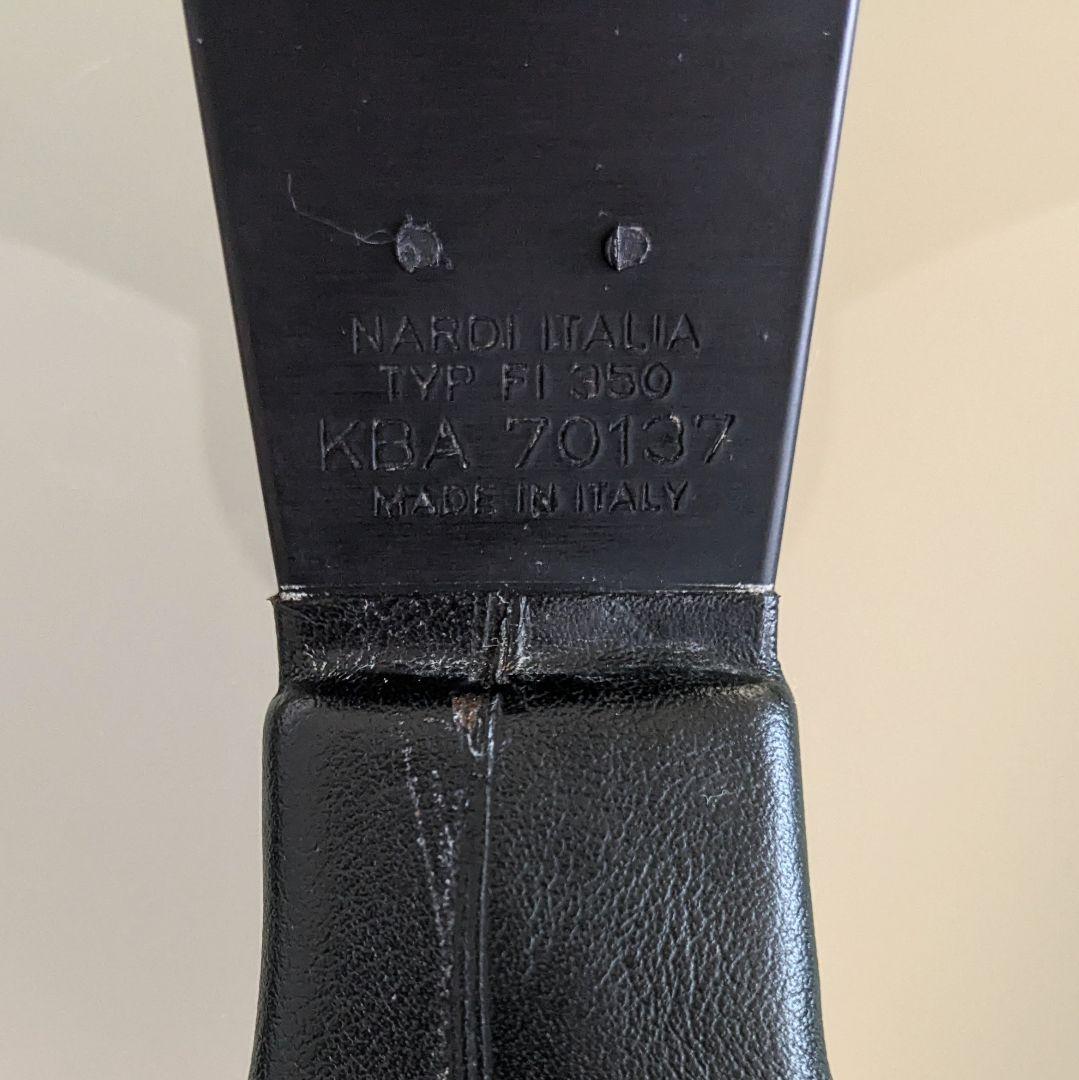 NARDI ITALIA
TYP FI 350
KBA 70137
MADE IN ITALY